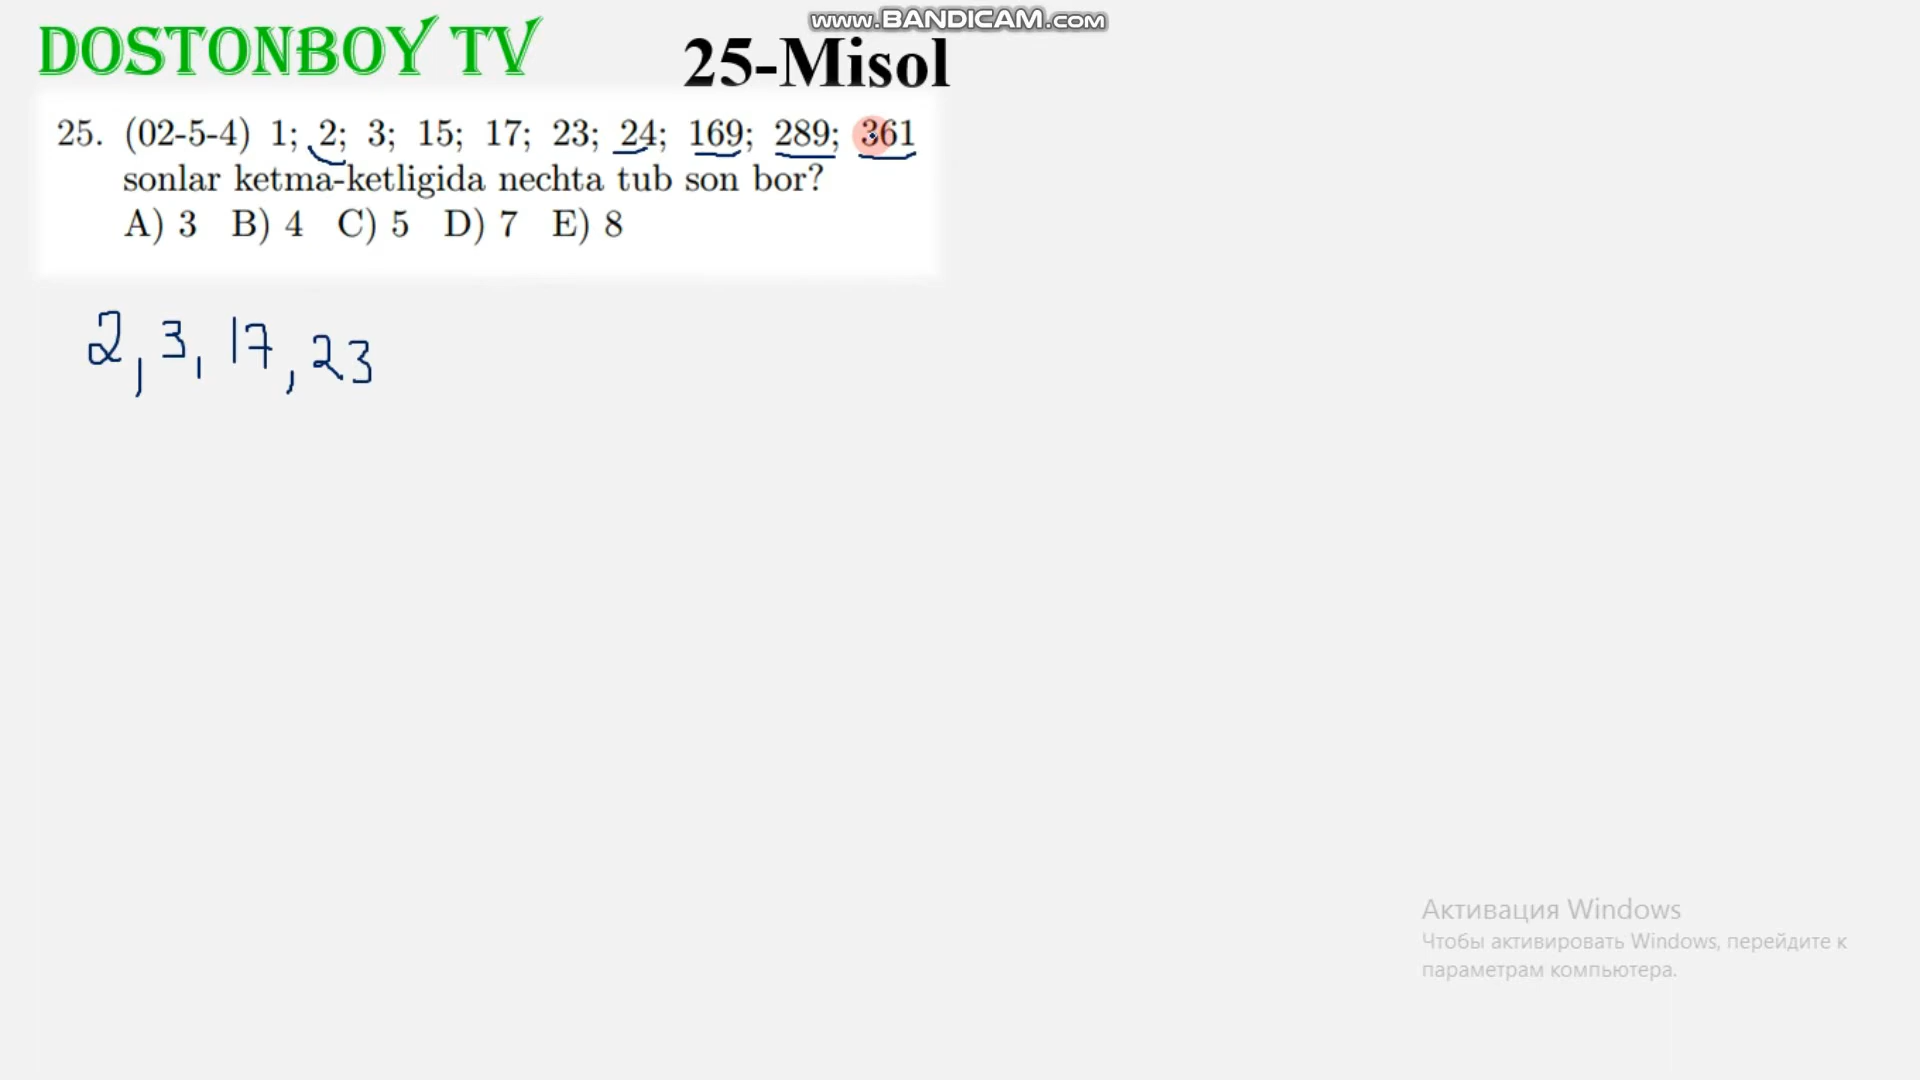 www.BANDICAM.com
DOSTONBOY TV
25-Misol
25. (02-5-4) 1; 2; 3; 15; 17; 23; 24; 169; 289; 361
sonlar ketma-ketligida nechta tub son bor?
A) 3 B) 4 C) 5 D) 7 E) 8
2, 3, 17, 23
Активация Windows
Чтобы активировать Windows, перейдите к
параметрам компьютера.